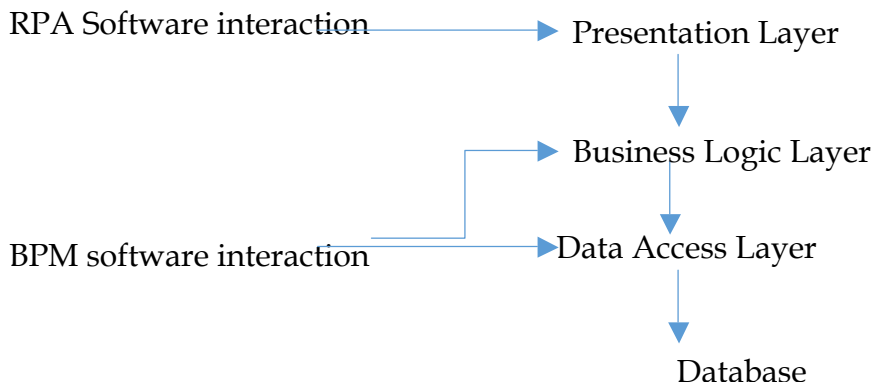 RPA Software interaction
Presentation Layer
Business Logic Layer
BPM software interaction
Data Access Layer
Database